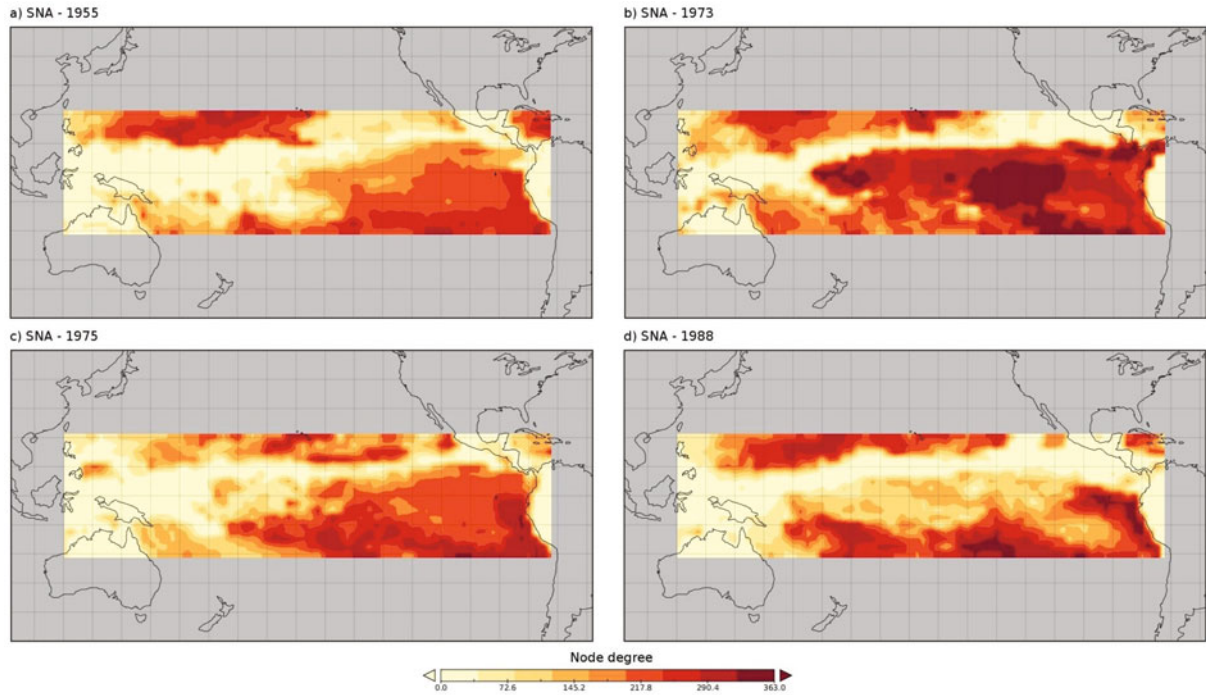 a) SNA - 1955
b) SNA - 1973
c) SNA - 1975
d) SNA - 1988
Node degree
0.0 72.6 145.2 217.8 290.4 363.0